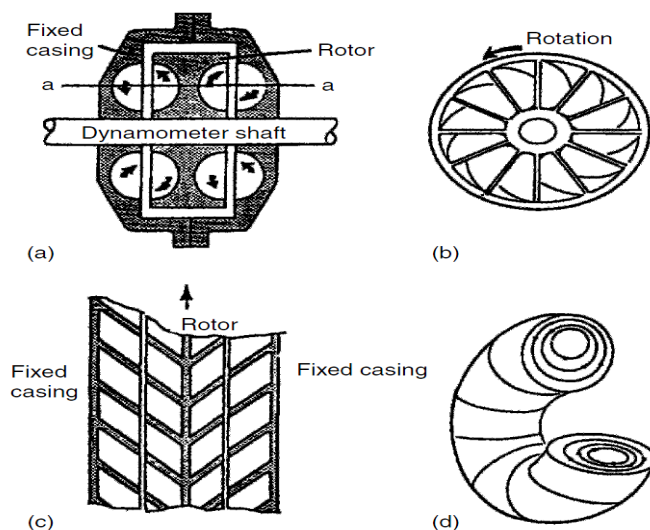 Fixed
casing
Rotor
a
a
Dynamometer shaft
(a)
Rotation
(b)
Rotor
Fixed
casing
Fixed casing
(c)
(d)